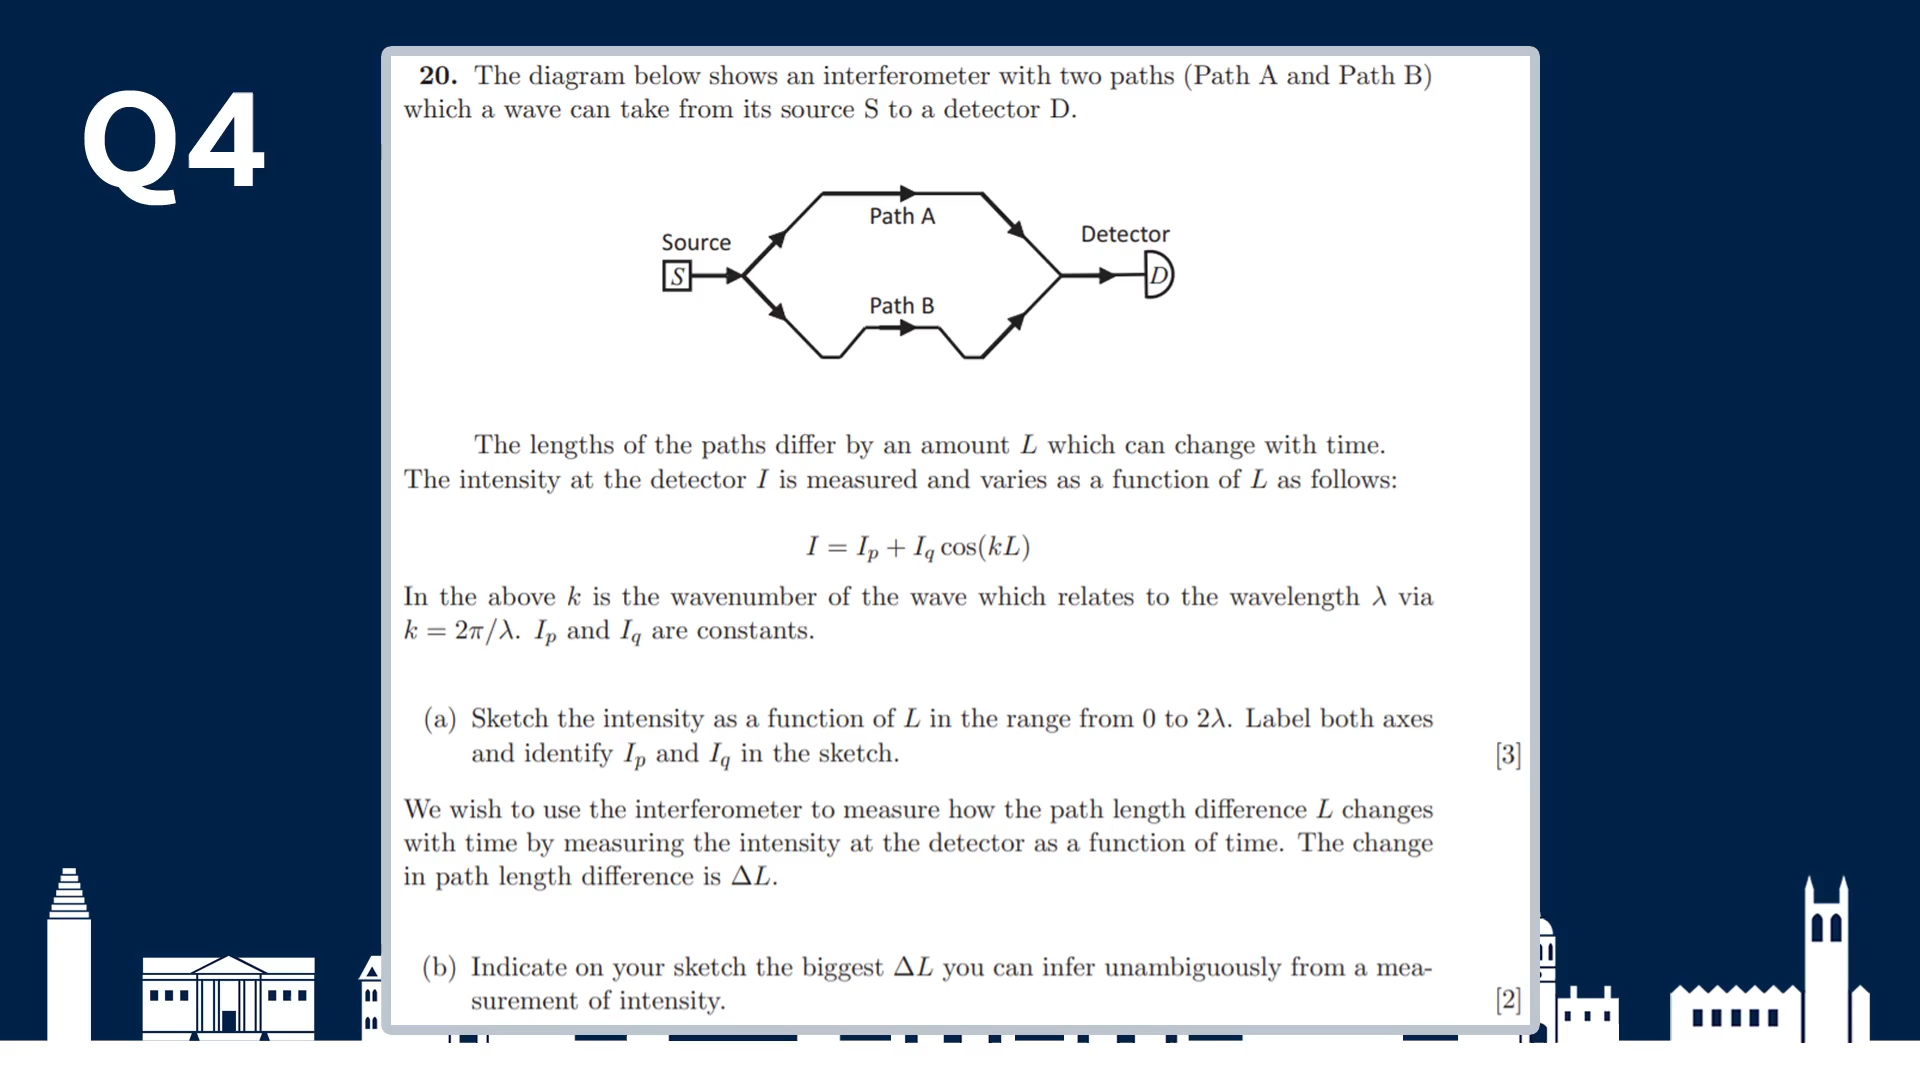 Q4
20. The diagram below shows an interferometer with two paths (Path A and Path B)
which a wave can take from its source S to a detector D.
Path A
Source
Detector
S
D
Path B
The lengths of the paths differ by an amount L which can change with time.
The intensity at the detector I is measured and varies as a function of L as follows:
I = I_p + I_q cos(kL)
In the above k is the wavenumber of the wave which relates to the wavelength λ via
k = 2π/λ. I_p and I_q are constants.
(a) Sketch the intensity as a function of L in the range from 0 to 2λ. Label both axes
and identify I_p and I_q in the sketch. [3]
We wish to use the interferometer to measure how the path length difference L changes
with time by measuring the intensity at the detector as a function of time. The change
in path length difference is ΔL.
(b) Indicate on your sketch the biggest ΔL you can infer unambiguously from a mea-
surement of intensity. [2]